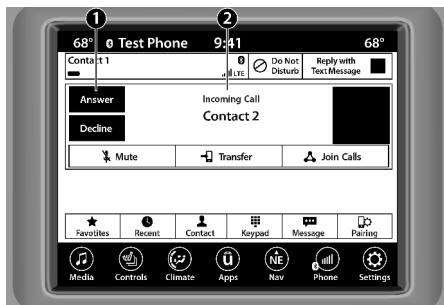 1 2
68° Test Phone 9:41 68°
Contact 1 LTE Do Not Disturb Reply with Text Message
Answer
Incoming Call
Contact 2
Decline
Mute Transfer Join Calls
Favotites Recent Contact Keypad Message Pairing
ü NE
Media Controls Climate Apps Nav Phone Settings